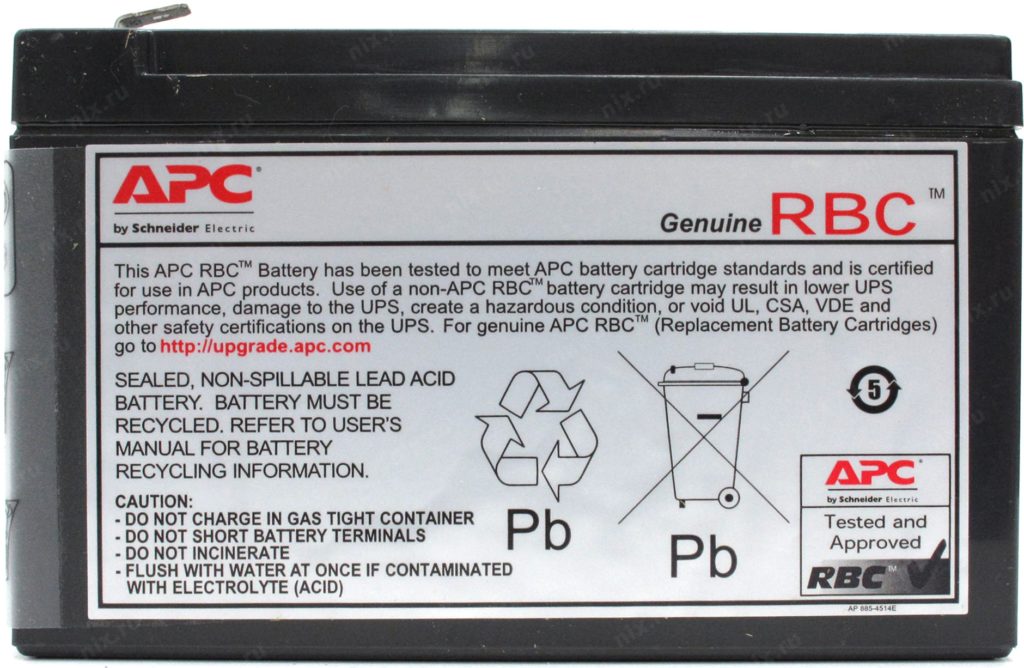 APC
by Schneider Electric
Genuine RBC™
This APC RBC™ Battery has been tested to meet APC battery cartridge standards and is certified
for use in APC products. Use of a non-APC RBC™ battery cartridge may result in lower UPS
performance, damage to the UPS, create a hazardous condition, or void UL, CSA, VDE and
other safety certifications on the UPS. For genuine APC RBC™ (Replacement Battery Cartridges)
go to http://upgrade.apc.com
SEALED, NON-SPILLABLE LEAD ACID
BATTERY. BATTERY MUST BE
RECYCLED. REFER TO USER'S
MANUAL FOR BATTERY
RECYCLING INFORMATION.
CAUTION:
- DO NOT CHARGE IN GAS TIGHT CONTAINER
- DO NOT SHORT BATTERY TERMINALS
- DO NOT INCINERATE
- FLUSH WITH WATER AT ONCE IF CONTAMINATED
WITH ELECTROLYTE (ACID)
Pb
Pb
5
APC
by Schneider Electric
Tested and
Approved
RBC™
AP 885-4514E
nix.ru